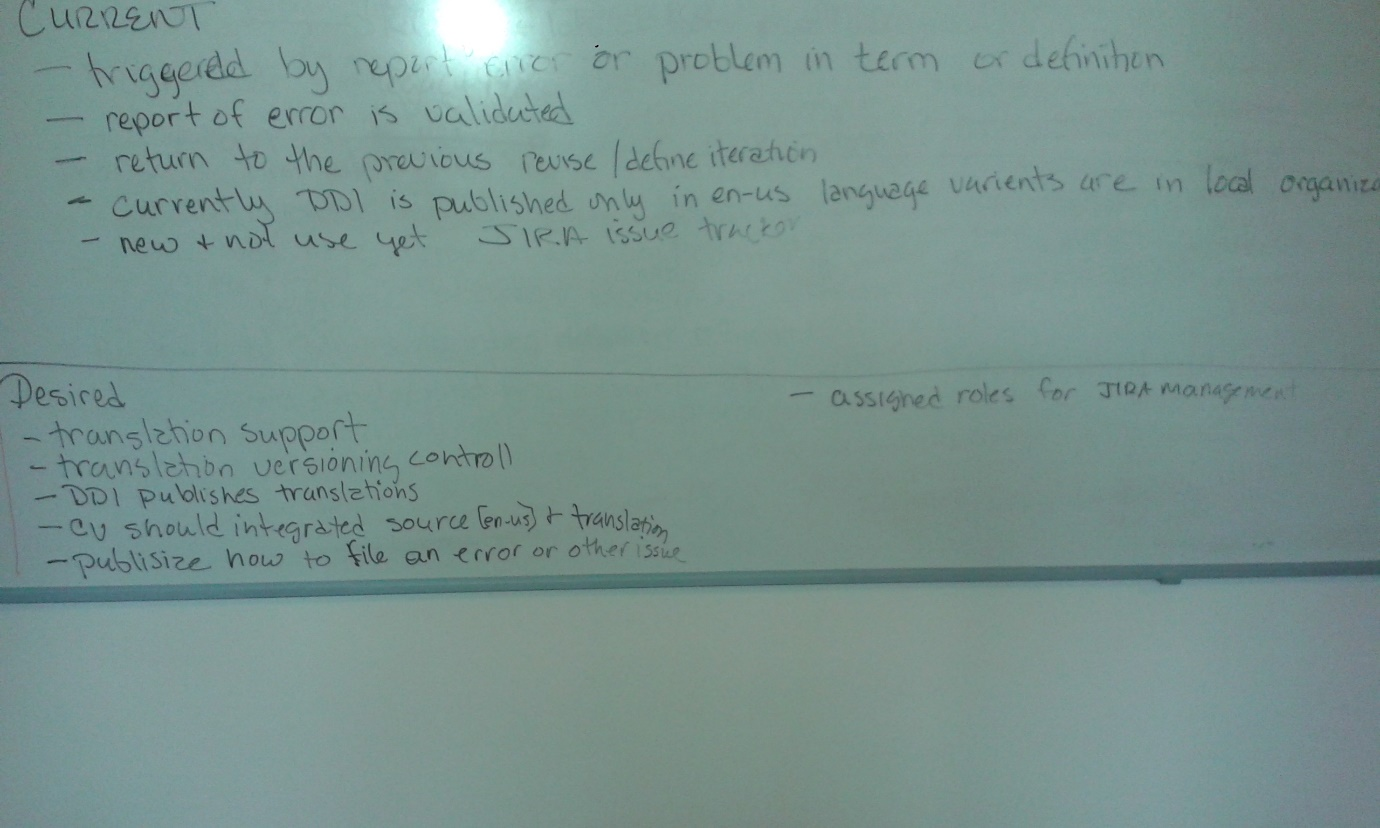 CURRENT
- triggeredd by report error or problem in term or definition
- report of error is validated
- return to the previous revise / define iteration
- currently DDI is published only in en-us language varients are in local organiz
- new + not use yet JIRA issue tracker
Desired
- translation support
- translation versioning controll
- DDI publishes translations
- CV should integrated source [en-us] + translation
- publisize how to file an error or other issue
- assigned roles for JIRA management